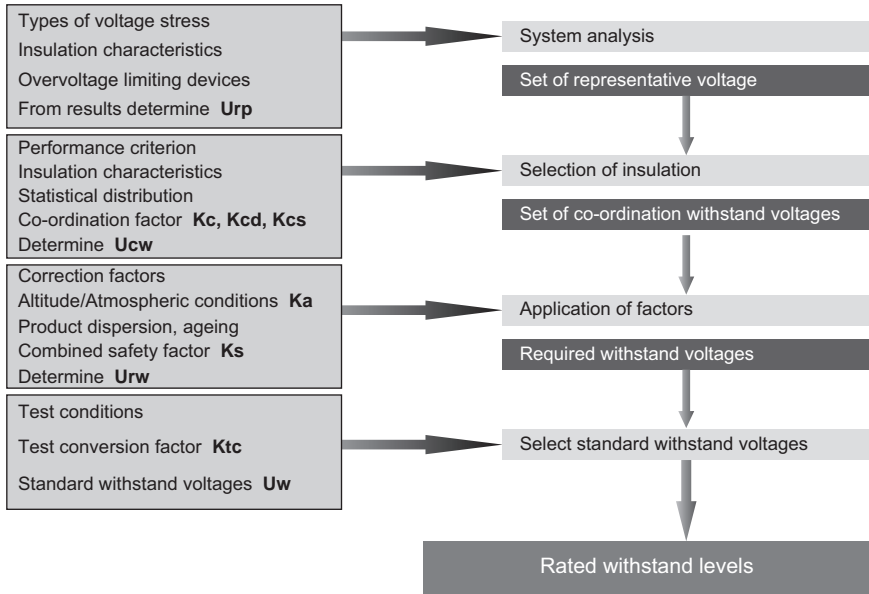 Types of voltage stress
Insulation characteristics
Overvoltage limiting devices
From results determine Urp
System analysis
Set of representative voltage
Performance criterion
Insulation characteristics
Statistical distribution
Co-ordination factor Kc, Kcd, Kcs
Determine Ucw
Selection of insulation
Set of co-ordination withstand voltages
Correction factors
Altitude/Atmospheric conditions Ka
Product dispersion, ageing
Combined safety factor Ks
Determine Urw
Application of factors
Required withstand voltages
Test conditions
Test conversion factor Ktc
Standard withstand voltages Uw
Select standard withstand voltages
Rated withstand levels